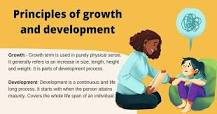 Principles of growth
and development
Growth - Growth term is used in purely physical sense.
It generally refers to an increase in size, length, height
and weight. It is parts of development process.
Development: Development is a continuous and life
long process. It starts with when the person attains
maturity. Covers the whole life span of an individual.